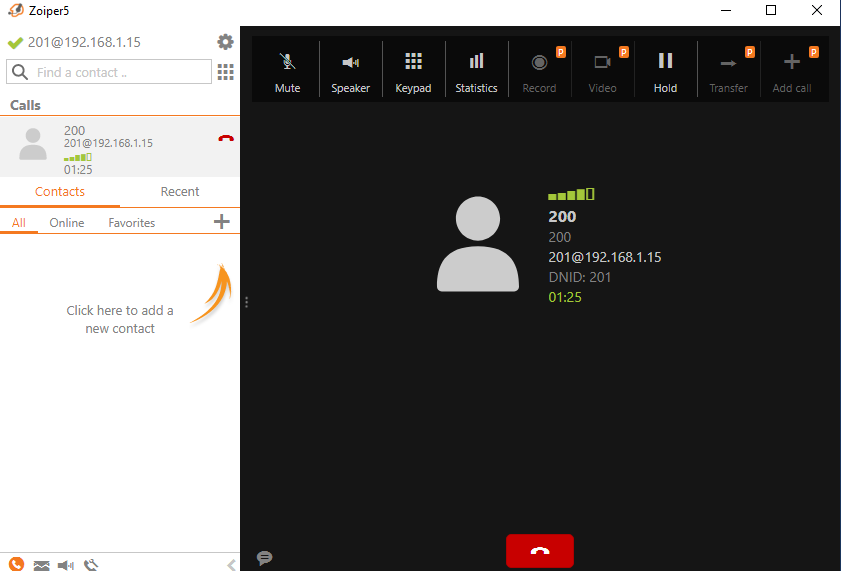 Zoiper5
201@192.168.1.15
Find a contact ..
Calls
200
201@192.168.1.15
01:25
Contacts Recent
All Online Favorites
Click here to add a
new contact
Mute Speaker Keypad Statistics Record Video Hold Transfer Add call
P P P P
200
200
201@192.168.1.15
DNID: 201
01:25